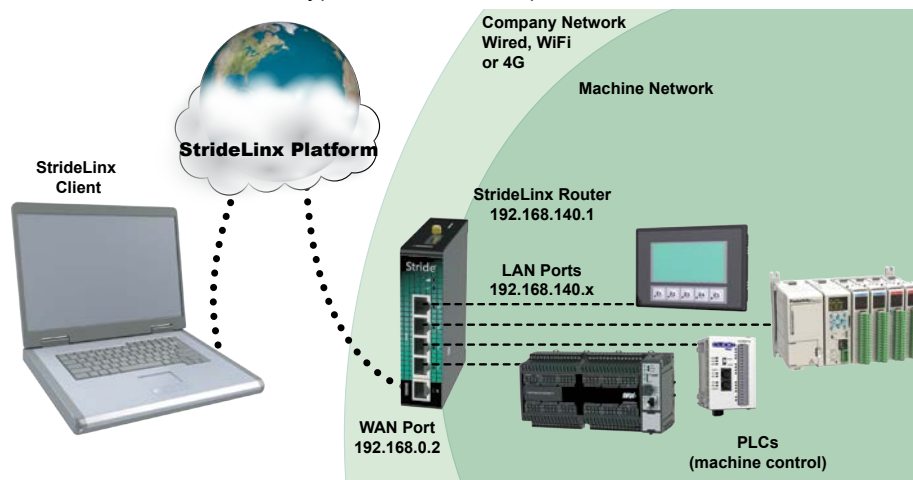 Company Network
Wired, WiFi
or 4G
Machine Network
StrideLinx Platform
StrideLinx
Client
StrideLinx Router
192.168.140.1
Stride
LAN Ports
192.168.140.x
WAN Port
192.168.0.2
PLCs
(machine control)